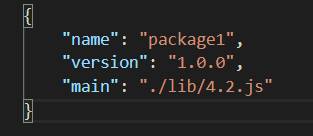 {
    "name": "package1",
    "version": "1.0.0",
    "main": "./lib/4.2.js"
}